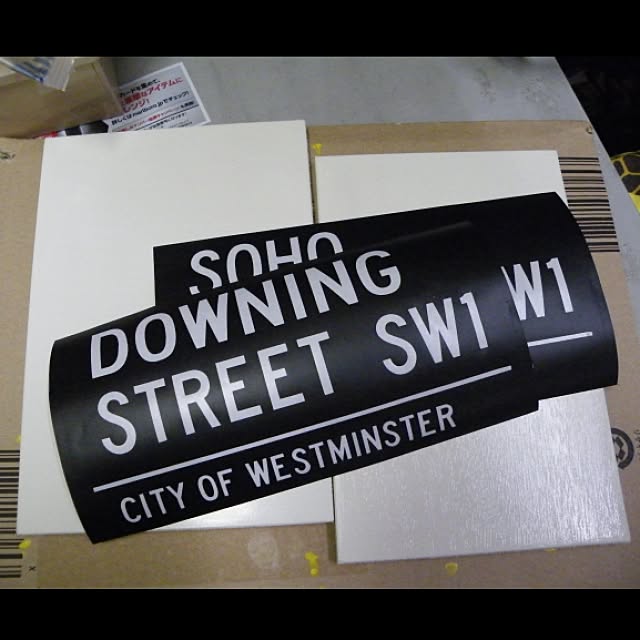 SOHO
W1
DOWNING
STREET SW1
CITY OF WESTMINSTER